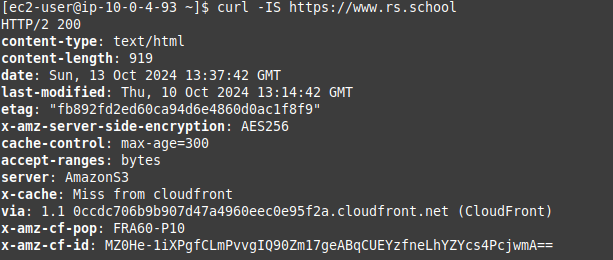 [ec2-user@ip-10-0-4-93 ~]$ curl -IS https://www.rs.school
HTTP/2 200
content-type: text/html
content-length: 919
date: Sun, 13 Oct 2024 13:37:42 GMT
last-modified: Thu, 10 Oct 2024 13:14:42 GMT
etag: "fb892fd2ed60ca94d6e4860d0ac1f8f9"
x-amz-server-side-encryption: AES256
cache-control: max-age=300
accept-ranges: bytes
server: AmazonS3
x-cache: Miss from cloudfront
via: 1.1 0ccdc706b9b907d47a4960eec0e95f2a.cloudfront.net (CloudFront)
x-amz-cf-pop: FRA60-P10
x-amz-cf-id: MZ0He-1iXPgfCLmPvvgIQ90Zm17geABqCUEYzfneLhYZYcs4PcjwmA==